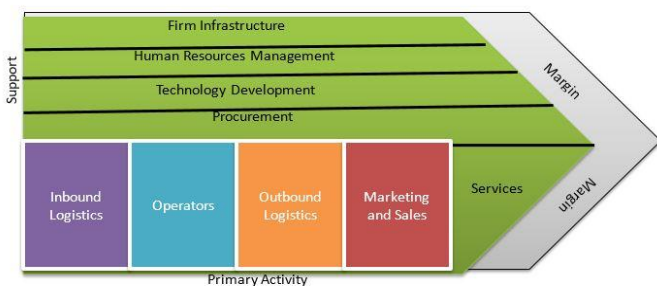 Firm Infrastructure
Human Resources Management
Technology Development
Procurement
Support
Margin
Inbound
Logistics
Operators
Outbound
Logistics
Marketing
and Sales
Services
Margin
Primary Activity